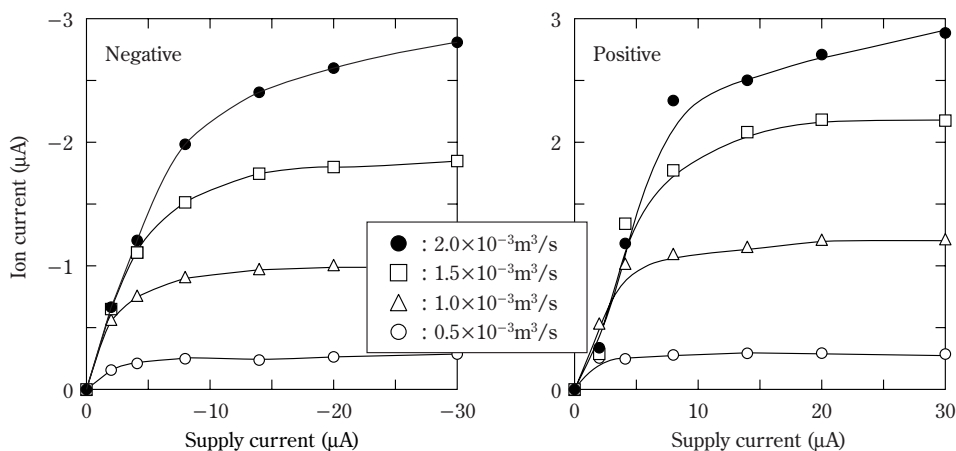 −3
Negative
−2
−1
0
0
−10
−20
−30
Ion current (µA)
Supply current (µA)
: 2.0×10⁻³m³/s
: 1.5×10⁻³m³/s
: 1.0×10⁻³m³/s
: 0.5×10⁻³m³/s
3
Positive
2
0
0
10
20
30
Supply current (µA)